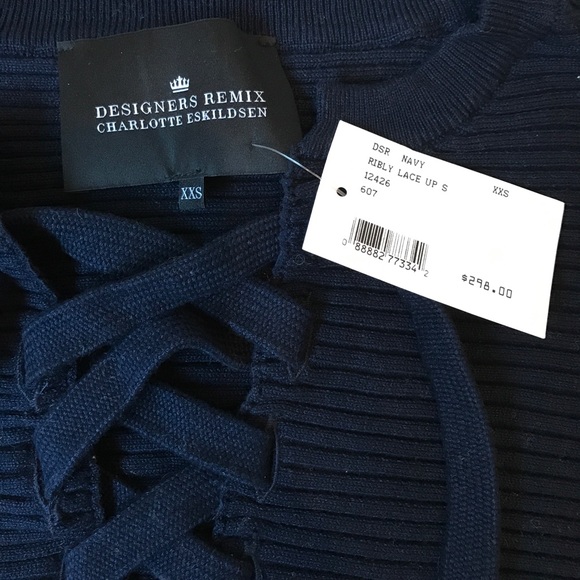 DESIGNERS REMIX
CHARLOTTE ESKILDSEN
XXS
DSR NAVY
RIBLY LACE UP S XXS
12426
607
0 88882 77334 2
$298.00